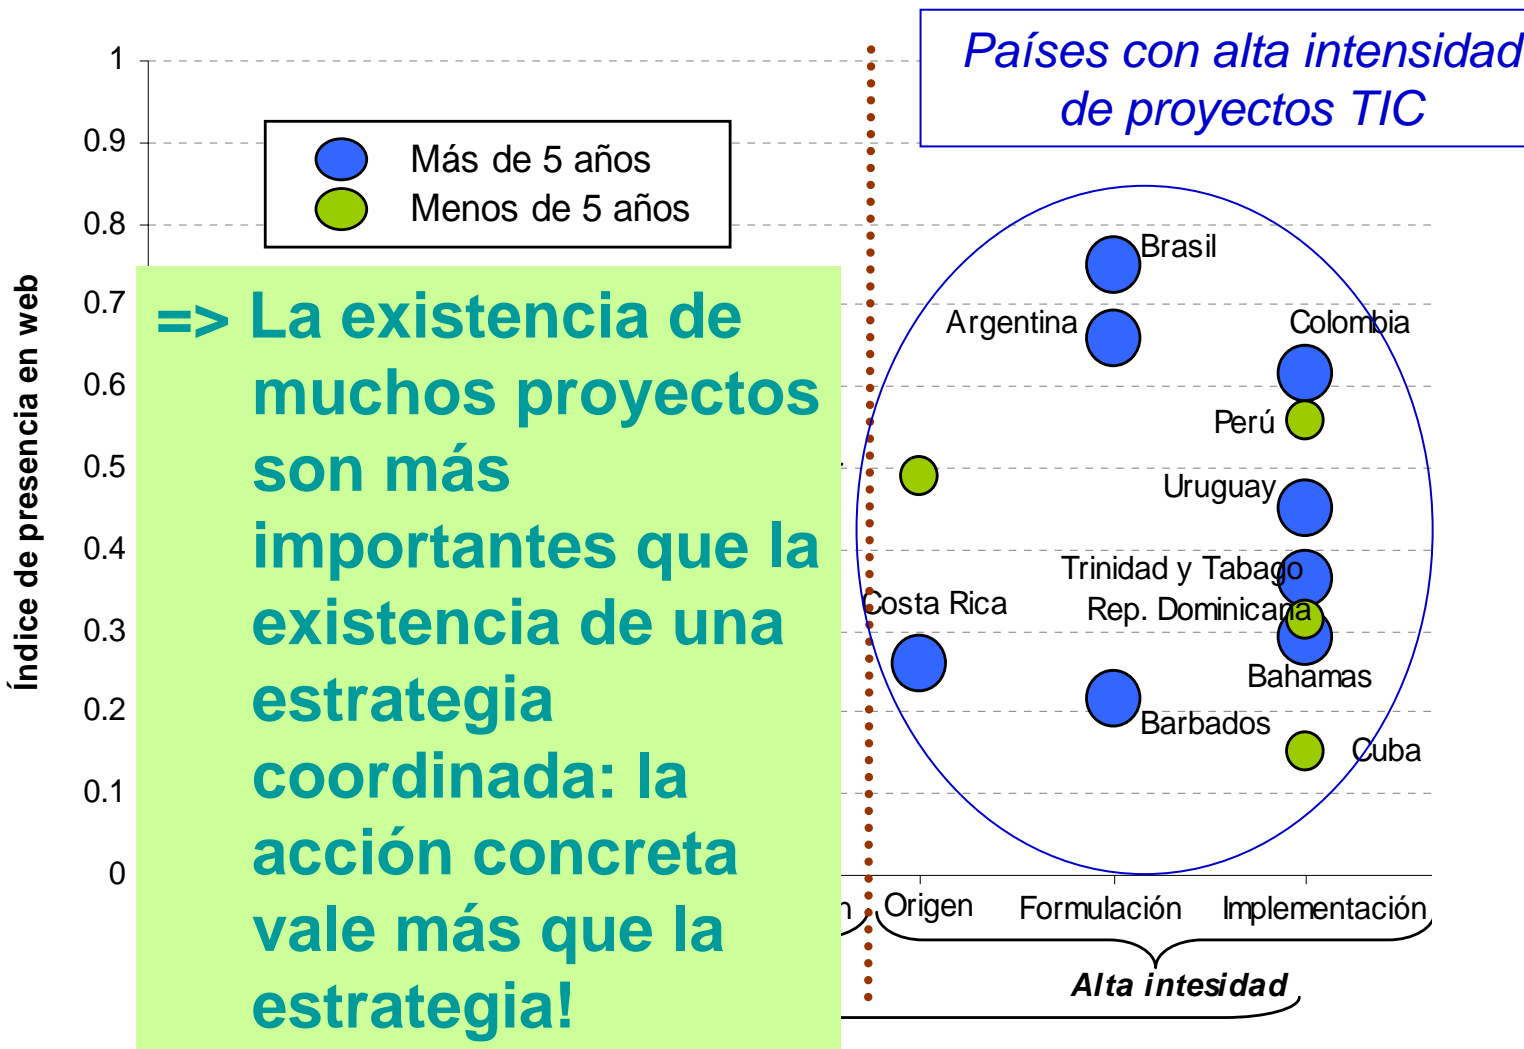 Países con alta intensidad
de proyectos TIC
Más de 5 años
Menos de 5 años
Índice de presencia en web
1
0.9
0.8
0.7
0.6
0.5
0.4
0.3
0.2
0.1
0
=> La existencia de
muchos proyectos
son más
importantes que la
existencia de una
estrategia
coordinada: la
acción concreta
vale más que la
estrategia!
Brasil
Argentina
Colombia
Perú
Uruguay
Trinidad y Tabago
Costa Rica
Rep. Dominicana
Bahamas
Barbados
Cuba
Origen
Formulación
Implementación
Alta intesidad